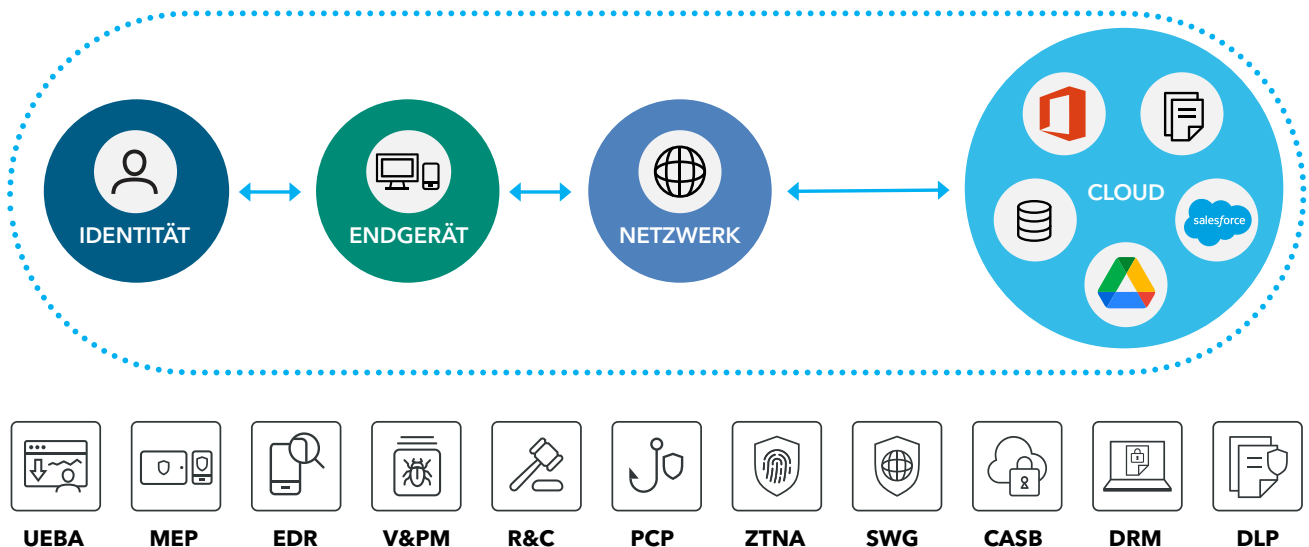 IDENTITÄT
ENDGERÄT
NETZWERK
CLOUD
salesforce
UEBA
MEP
EDR
V&PM
R&C
PCP
ZTNA
SWG
CASB
DRM
DLP